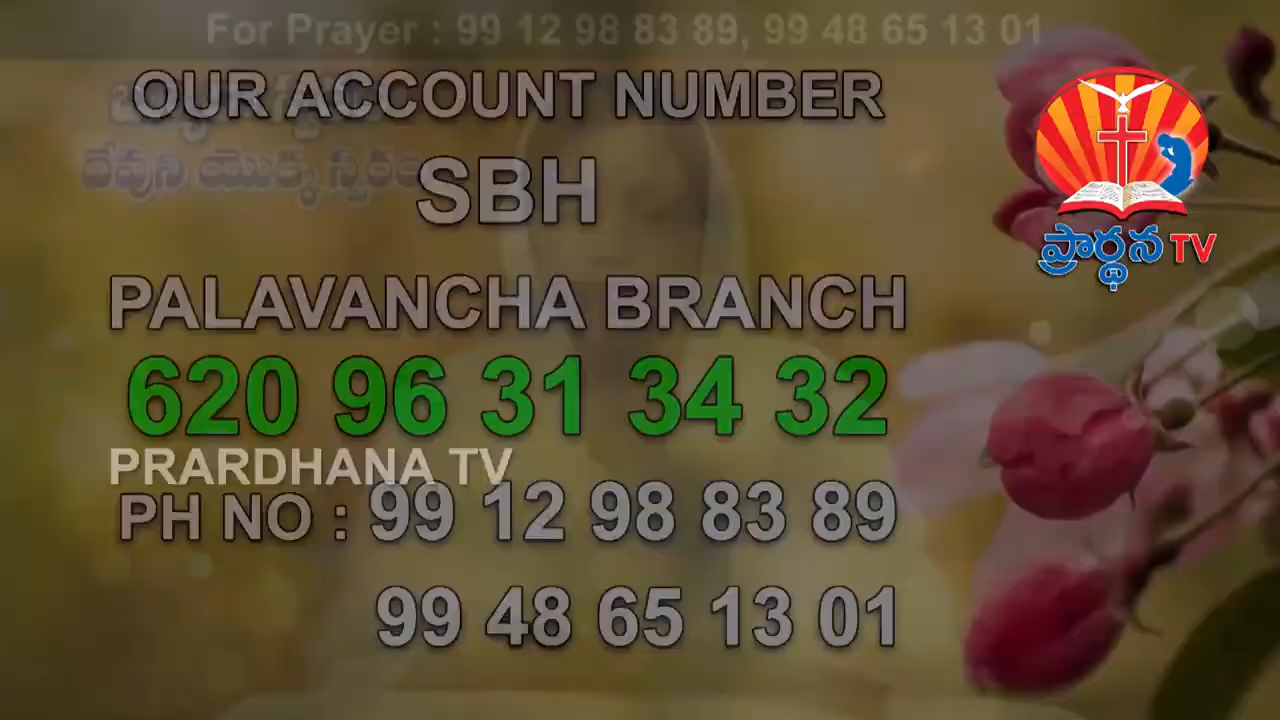 For Prayer : 99 12 98 83 89, 99 48 65 13 01
OUR ACCOUNT NUMBER
దేవుని యొక్క స్వరం
SBH
ప్రార్థన TV
PALAVANCHA BRANCH
620 96 31 34 32
PRARDHANA TV
PH NO : 99 12 98 83 89
99 48 65 13 01